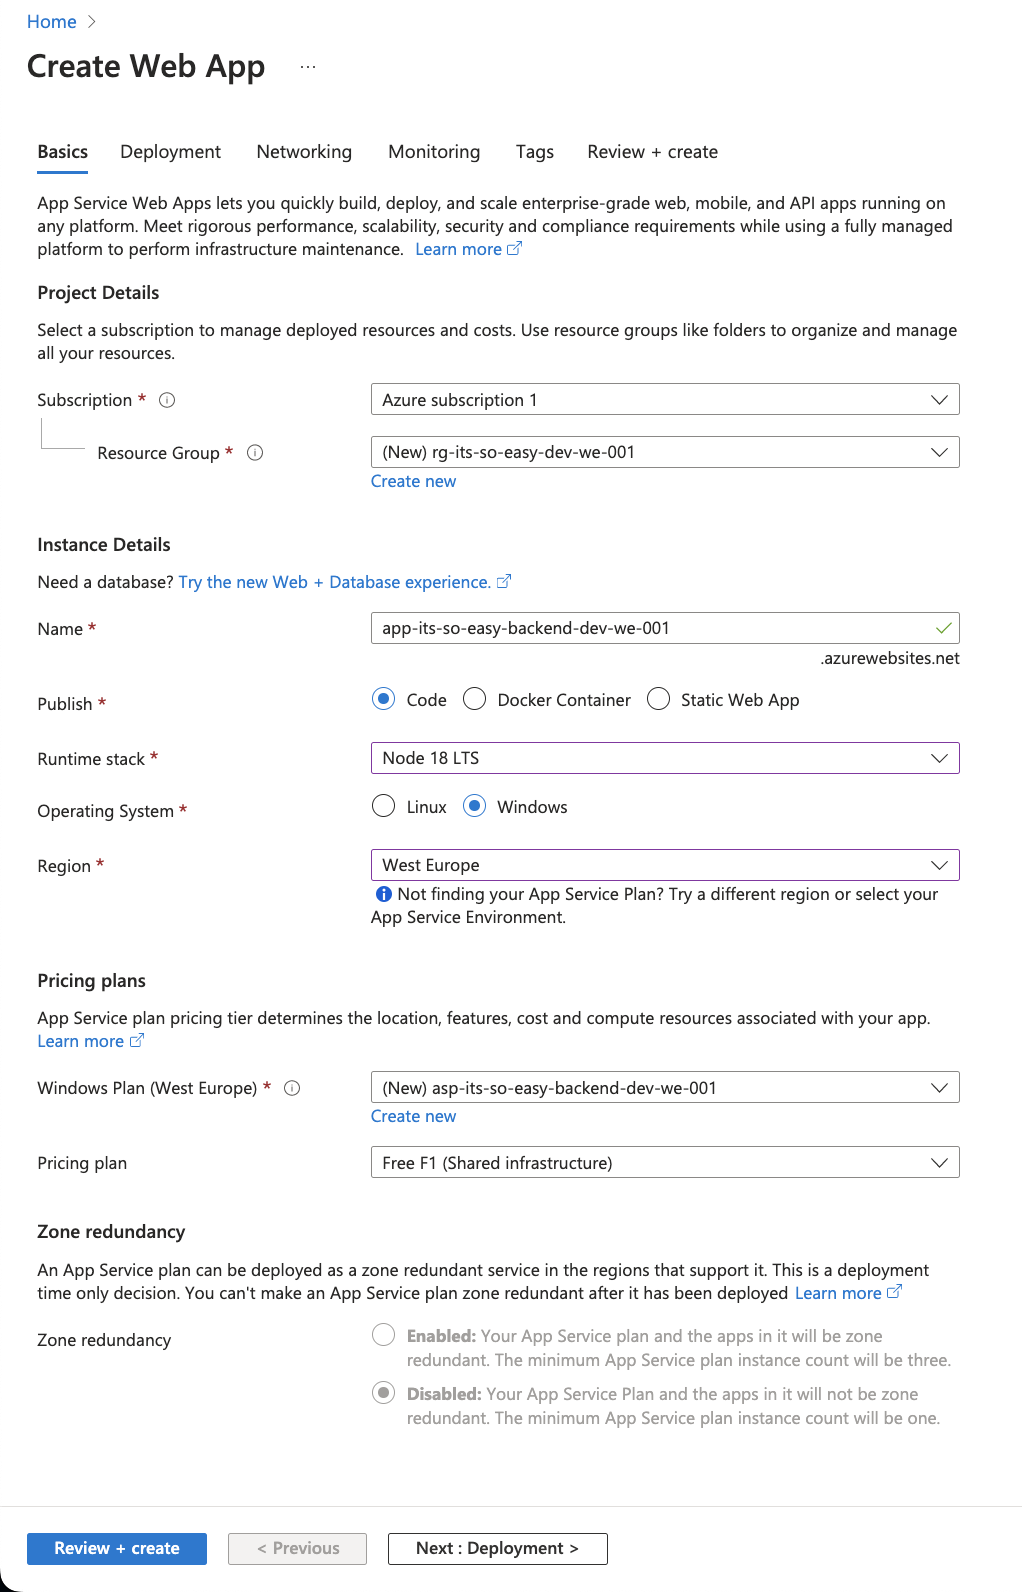 Home >
Create Web App ...
Basics Deployment Networking Monitoring Tags Review + create
App Service Web Apps lets you quickly build, deploy, and scale enterprise-grade web, mobile, and API apps running on
any platform. Meet rigorous performance, scalability, security and compliance requirements while using a fully managed
platform to perform infrastructure maintenance. Learn more
Project Details
Select a subscription to manage deployed resources and costs. Use resource groups like folders to organize and manage
all your resources.
Subscription * Azure subscription 1
Resource Group * (New) rg-its-so-easy-dev-we-001
Create new
Instance Details
Need a database? Try the new Web + Database experience.
Name * app-its-so-easy-backend-dev-we-001
.azurewebsites.net
Publish * Code Docker Container Static Web App
Runtime stack * Node 18 LTS
Operating System * Linux Windows
Region * West Europe
Not finding your App Service Plan? Try a different region or select your
App Service Environment.
Pricing plans
App Service plan pricing tier determines the location, features, cost and compute resources associated with your app.
Learn more
Windows Plan (West Europe) * (New) asp-its-so-easy-backend-dev-we-001
Create new
Pricing plan Free F1 (Shared infrastructure)
Zone redundancy
An App Service plan can be deployed as a zone redundant service in the regions that support it. This is a deployment
time only decision. You can't make an App Service plan zone redundant after it has been deployed Learn more
Zone redundancy Enabled: Your App Service plan and the apps in it will be zone
redundant. The minimum App Service plan instance count will be three.
Disabled: Your App Service Plan and the apps in it will not be zone
redundant. The minimum App Service plan instance count will be one.
Review + create < Previous Next : Deployment >